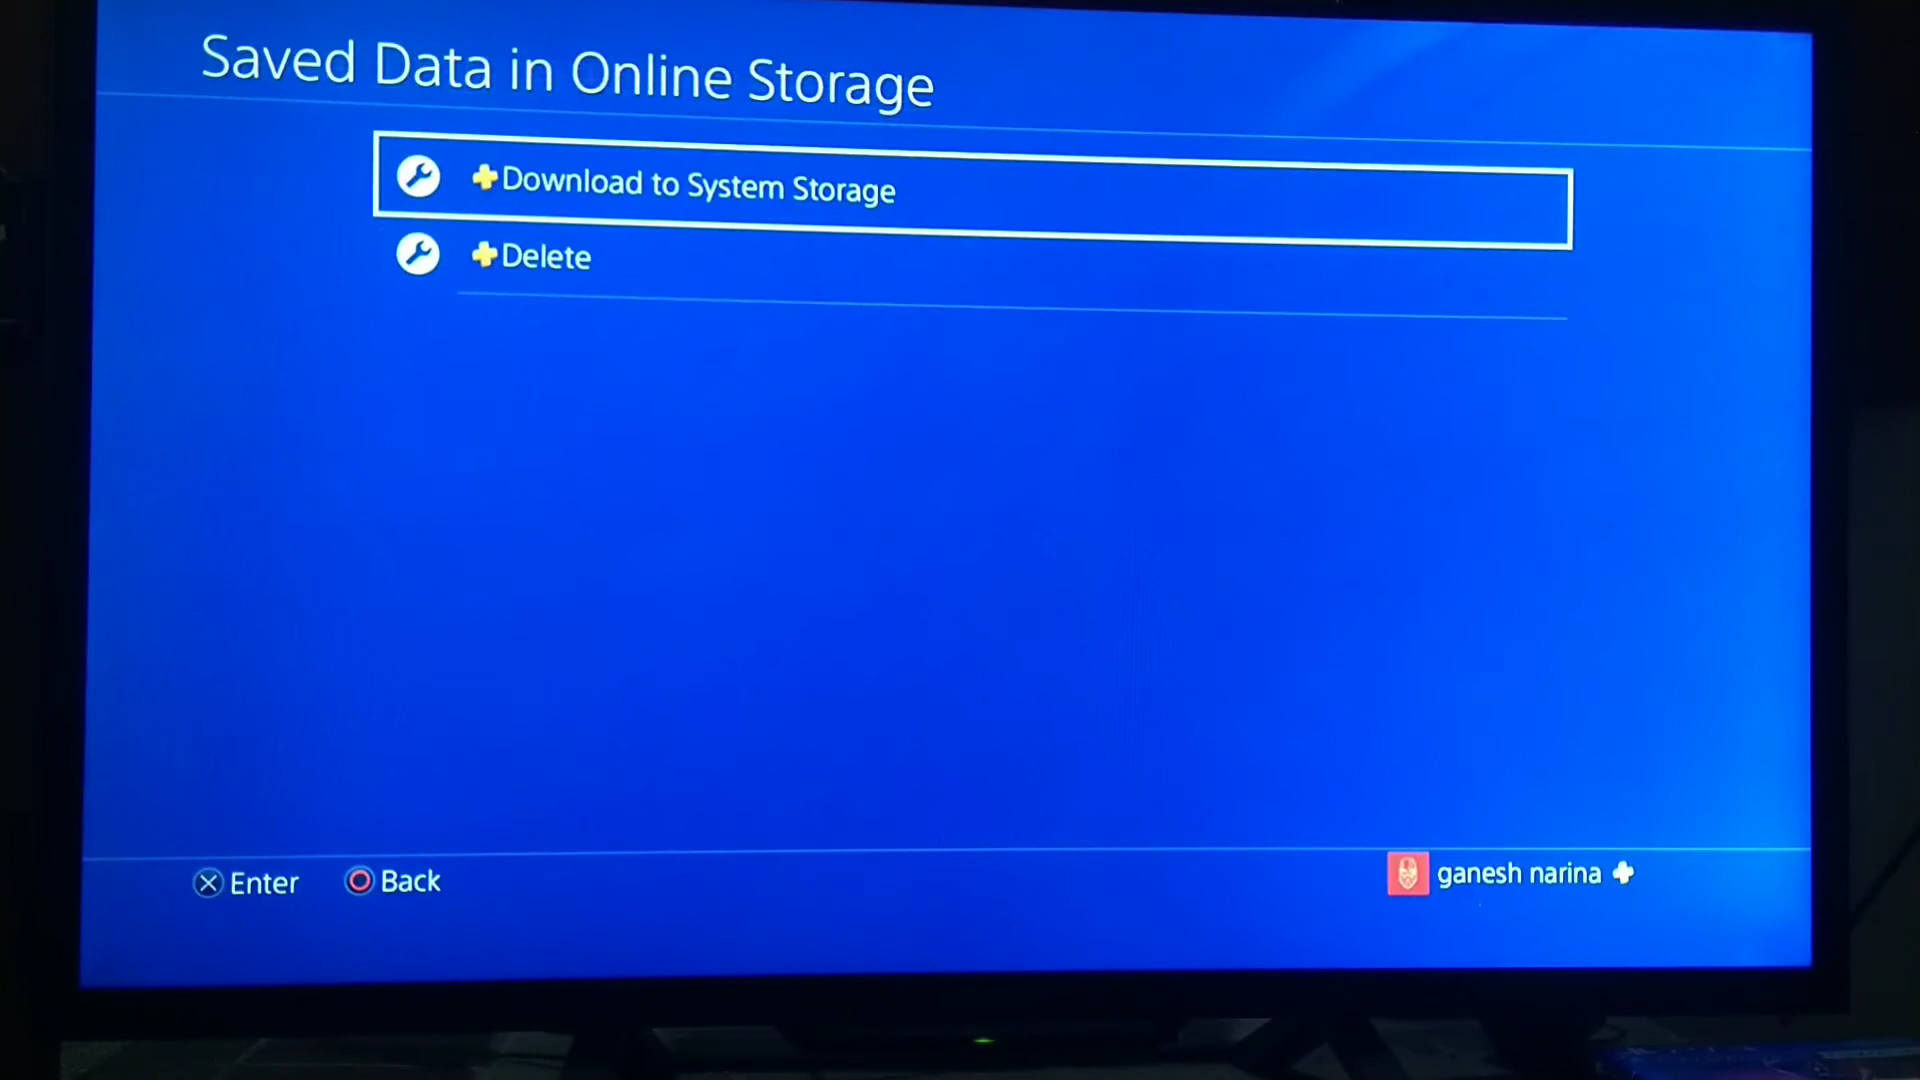 Saved Data in Online Storage
Download to System Storage
Delete
Enter
Back
ganesh narina